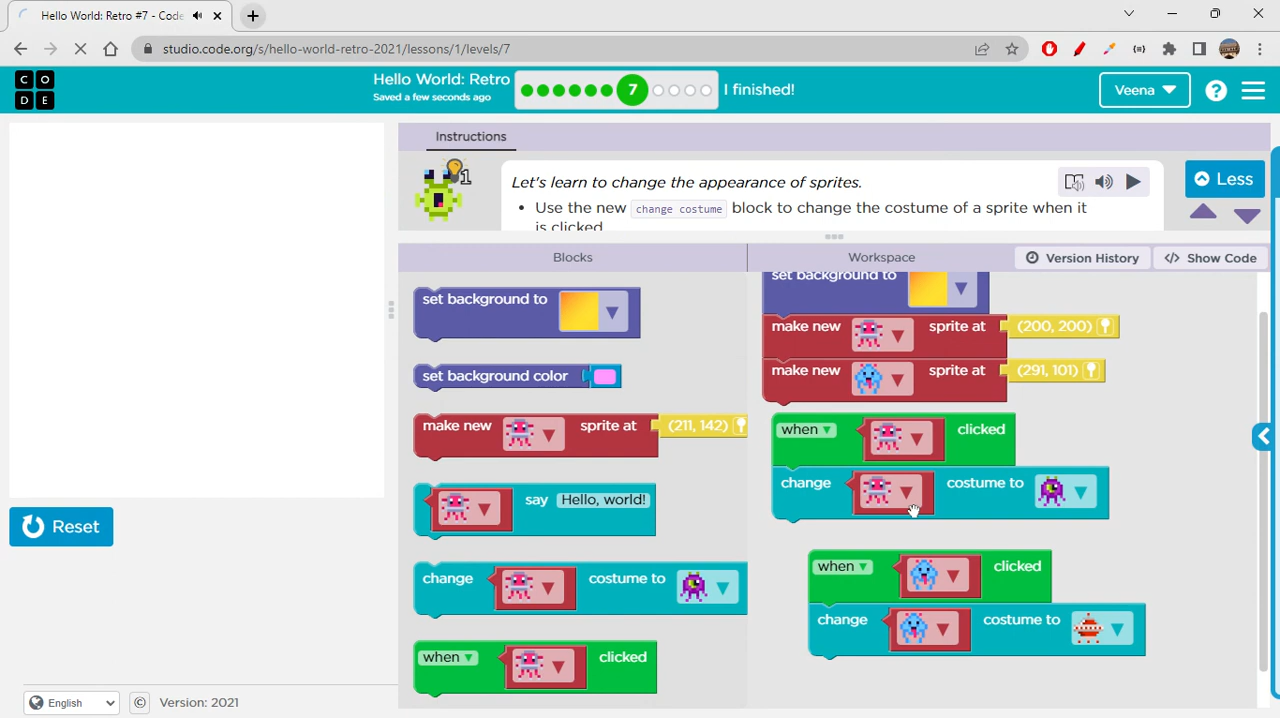 Hello World: Retro #7 - Code
studio.code.org/s/hello-world-retro-2021/lessons/1/levels/7
C O
D E
Hello World: Retro
Saved a few seconds ago
7
I finished!
Veena
?
Instructions
1
Let's learn to change the appearance of sprites.
• Use the new change costume block to change the costume of a sprite when it
is clicked
Less
Blocks
Workspace
Version History
Show Code
set background to
set background color
make new sprite at (211, 142)
say Hello, world!
change costume to
when clicked
set background to
make new sprite at (200, 200)
make new sprite at (291, 101)
when clicked
change costume to
when clicked
change costume to
Reset
English
©
Version: 2021